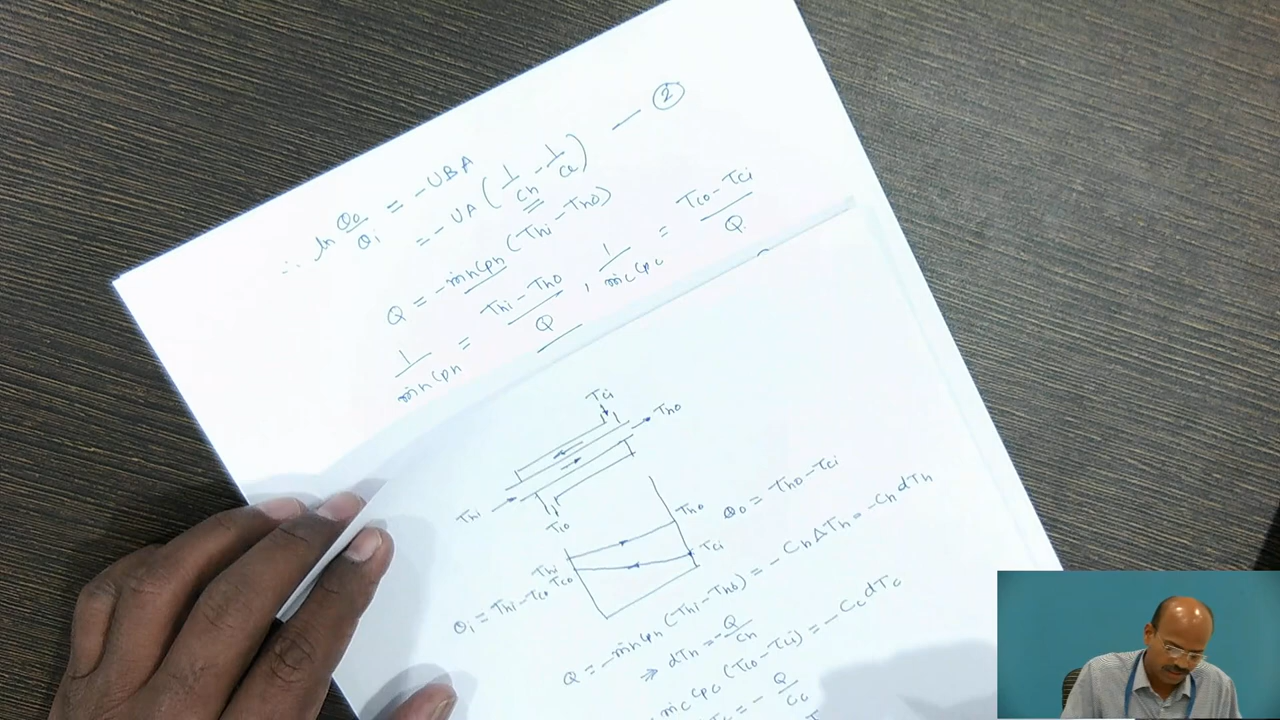 2
∴ ln θo/θi = -UBA
= -UA (1/Ch - 1/Cc)
Q = -ṁhCph (Thi - Tho)
1/ṁhCph = Thi - Tho/Q , 1/ṁcCpc = Tco - Tci/Q
Tci
Tho
Thi
Tco
Tho
Tci
Thi
Tco
θo = Tho - Tci
θi = Thi - Tco
Q = -ṁhCph (Thi - Tho) = -ChΔTh = -ChdTh
⇒ dTh = -Q/Ch
ṁcCpc (Tco - Tci) = -CcdTc
Tc = -Q/Cc